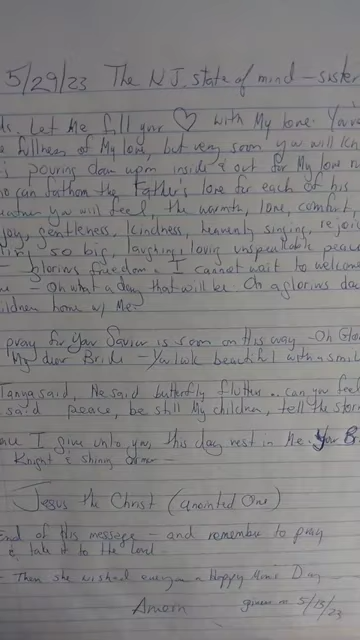 5/29/23 The NJ. state of mind - sister
ds. Let Me fill your ♡ with My love. You've
fullness of My love, but very soon you will kn
pouring down upon inside & out for My love n
ho can fathom the Father's love for each of his
you will feel, the warmth, love, comfort,
joy, gentleness, kindness, heavenly singing, rejoic
so big, laughing, loving unspeakable peace
- glorious freedom. I cannot wait to welcome
me - Oh what a day that will be. Oh glorious day
children home w/ Me.
pray for your Savior is soon on His way - Oh Glo
My dear Bride - You look beautiful with a smile
Tanya said, He said butterfly flutter. can you feel
said peace, be still My children, tell the storm
I give unto you, this day rest in Me. Your B
Knight & shining armor -
Jesus the Christ (anointed One)
End of this message - and remember to pray
& take it to the Lord.
- Then she wished everyone a Happy Mom's Day
given on 5/13/23